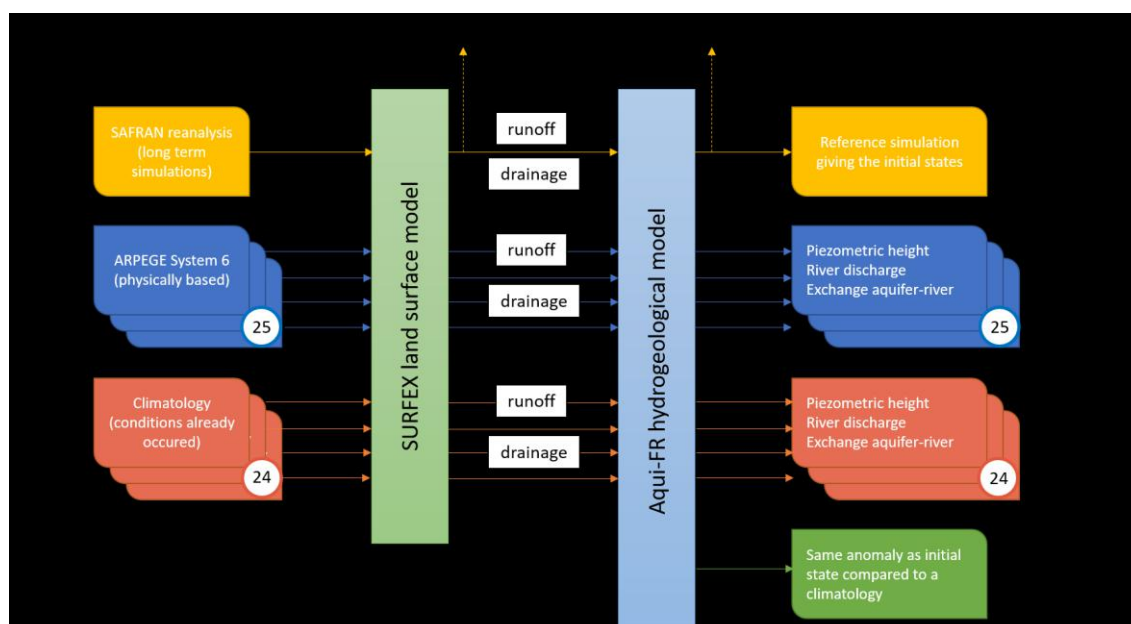 SAFRAN reanalysis
(long term
simulations)
SURFEX land surface model
runoff
drainage
Aqui-FR hydrogeological model
Reference simulation
giving the initial states
ARPEGE System 6
(physically based)
25
runoff
drainage
Piezometric height
River discharge
Exchange aquifer-river
25
Climatology
(conditions already
occured)
24
runoff
drainage
Piezometric height
River discharge
Exchange aquifer-river
24
Same anomaly as initial
state compared to a
climatology